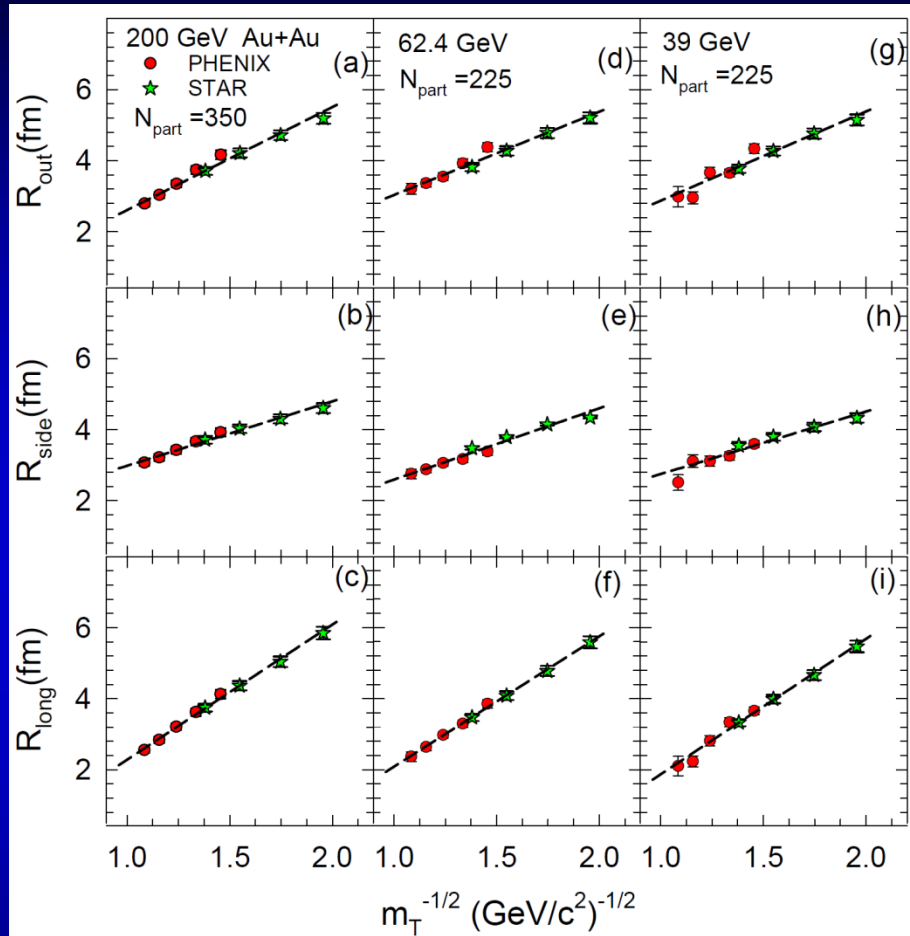 200 GeV Au+Au
PHENIX
STAR
N_part =350
(a)
62.4 GeV
N_part =225
(d)
39 GeV
N_part =225
(g)
R_out(fm)
6
4
2
(b)
(e)
(h)
R_side(fm)
6
4
2
(c)
(f)
(i)
R_long(fm)
6
4
2
1.0 1.5 2.0 1.0 1.5 2.0 1.0 1.5 2.0
m_T^-1/2 (GeV/c^2)^-1/2